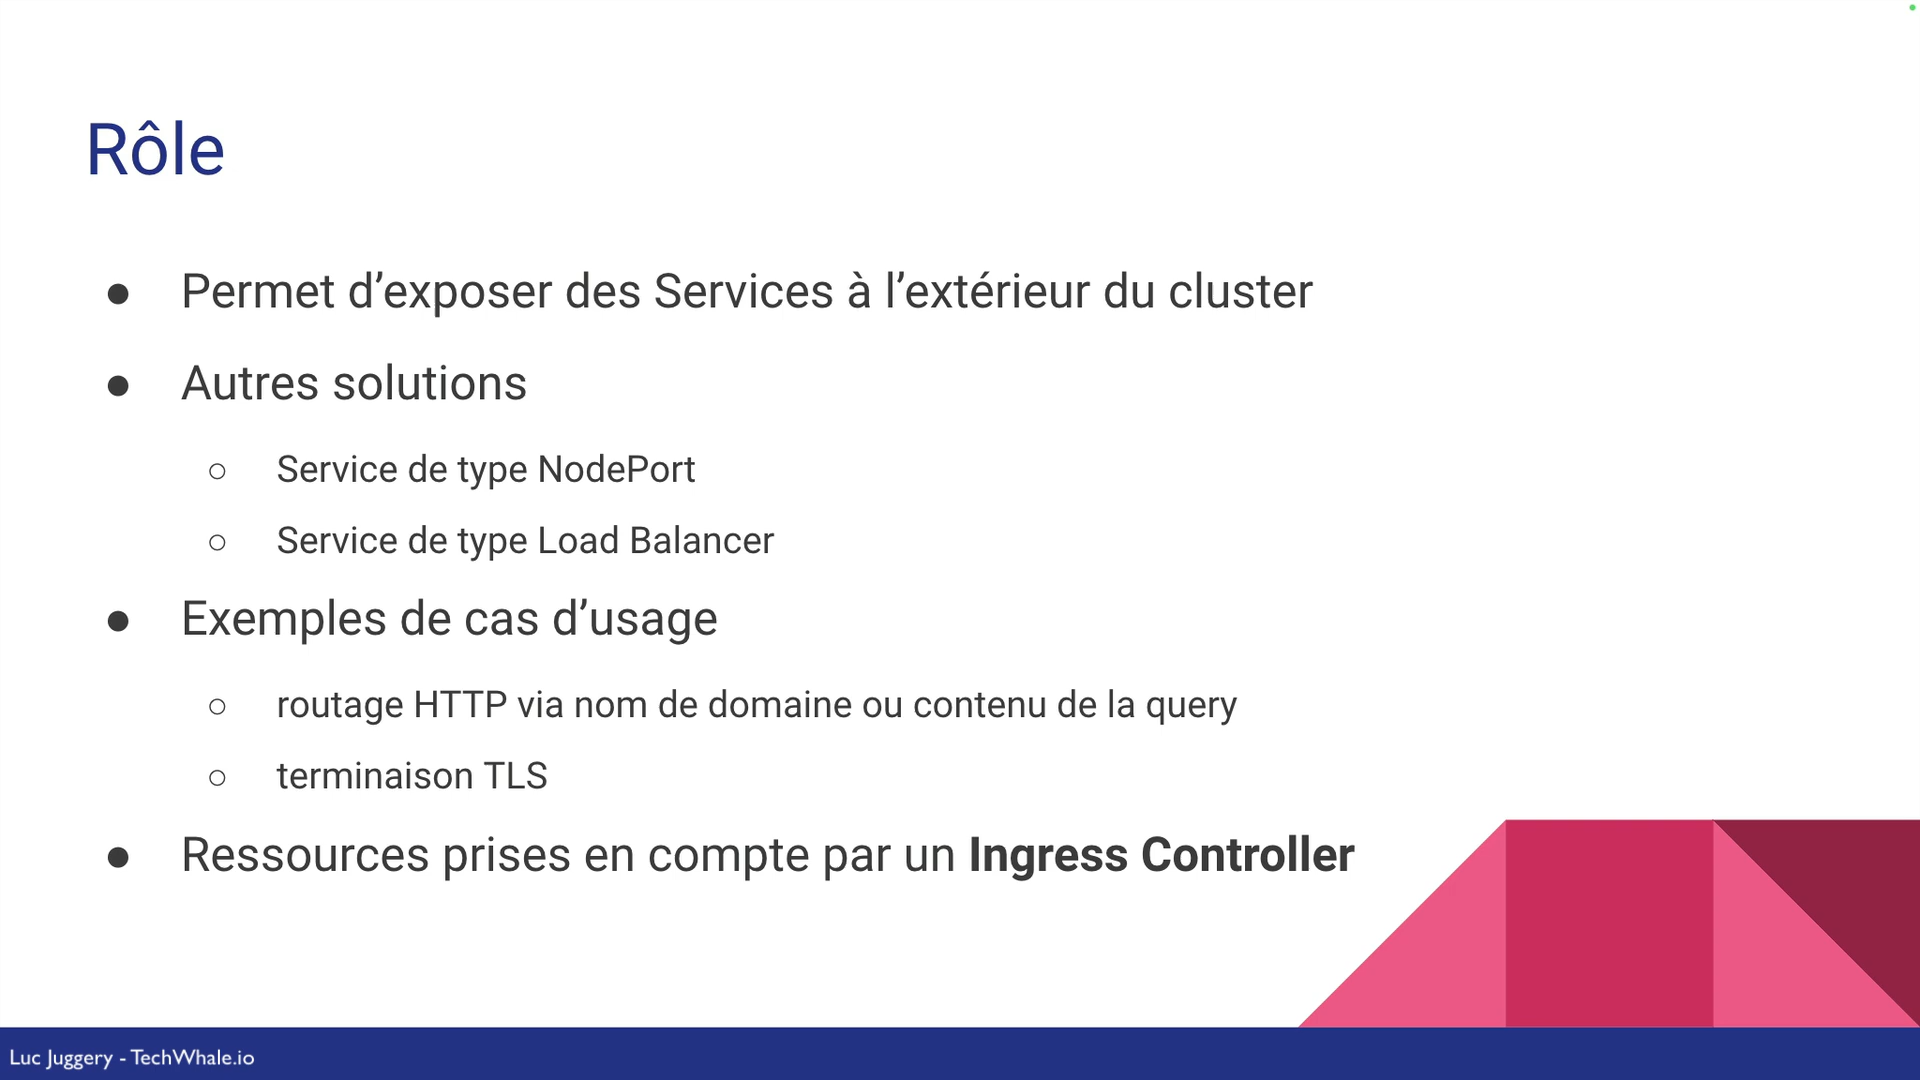 Rôle
● Permet d’exposer des Services à l’extérieur du cluster
● Autres solutions
○ Service de type NodePort
○ Service de type Load Balancer
● Exemples de cas d’usage
○ routage HTTP via nom de domaine ou contenu de la query
○ terminaison TLS
● Ressources prises en compte par un Ingress Controller
Luc Juggery - TechWhale.io